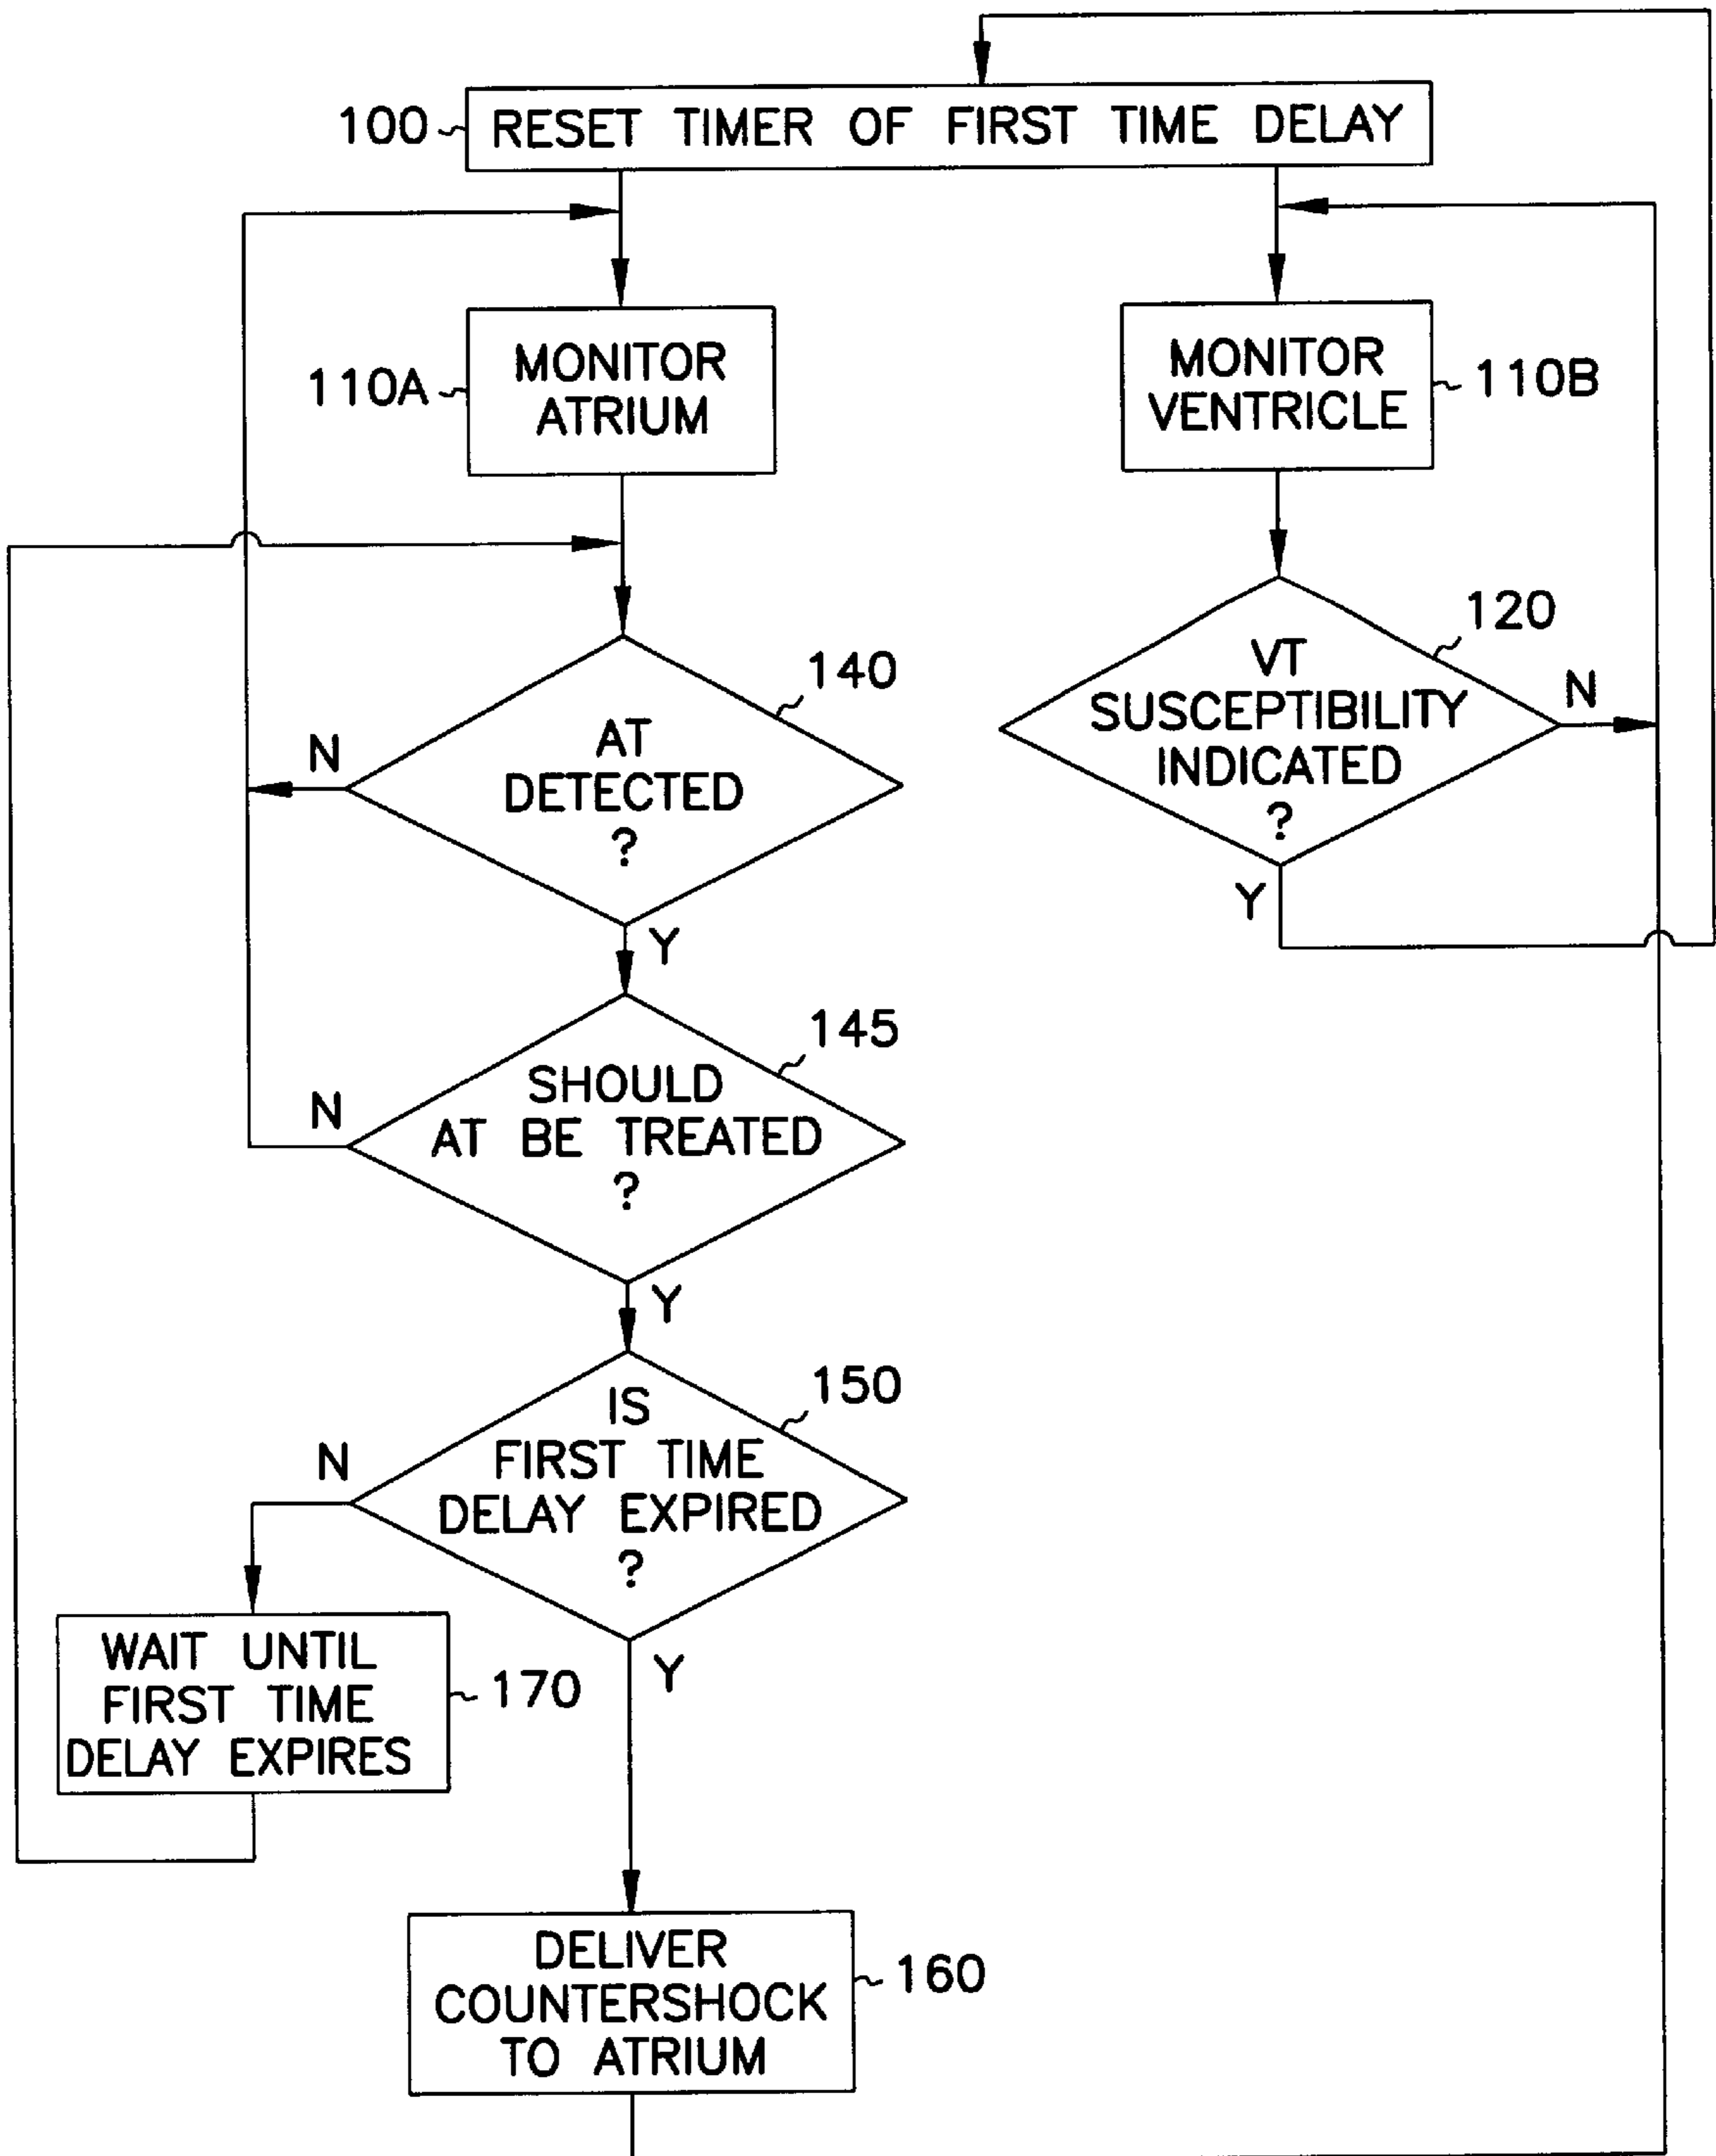 100
RESET TIMER OF FIRST TIME DELAY
110A
MONITOR
ATRIUM
MONITOR
VENTRICLE
110B
120
VT
SUSCEPTIBILITY
INDICATED
?
N
Y
140
AT
DETECTED
?
N
Y
145
SHOULD
AT BE TREATED
?
N
Y
150
IS
FIRST TIME
DELAY EXPIRED
?
N
Y
WAIT UNTIL
FIRST TIME
DELAY EXPIRES
170
DELIVER
COUNTERSHOCK
TO ATRIUM
160